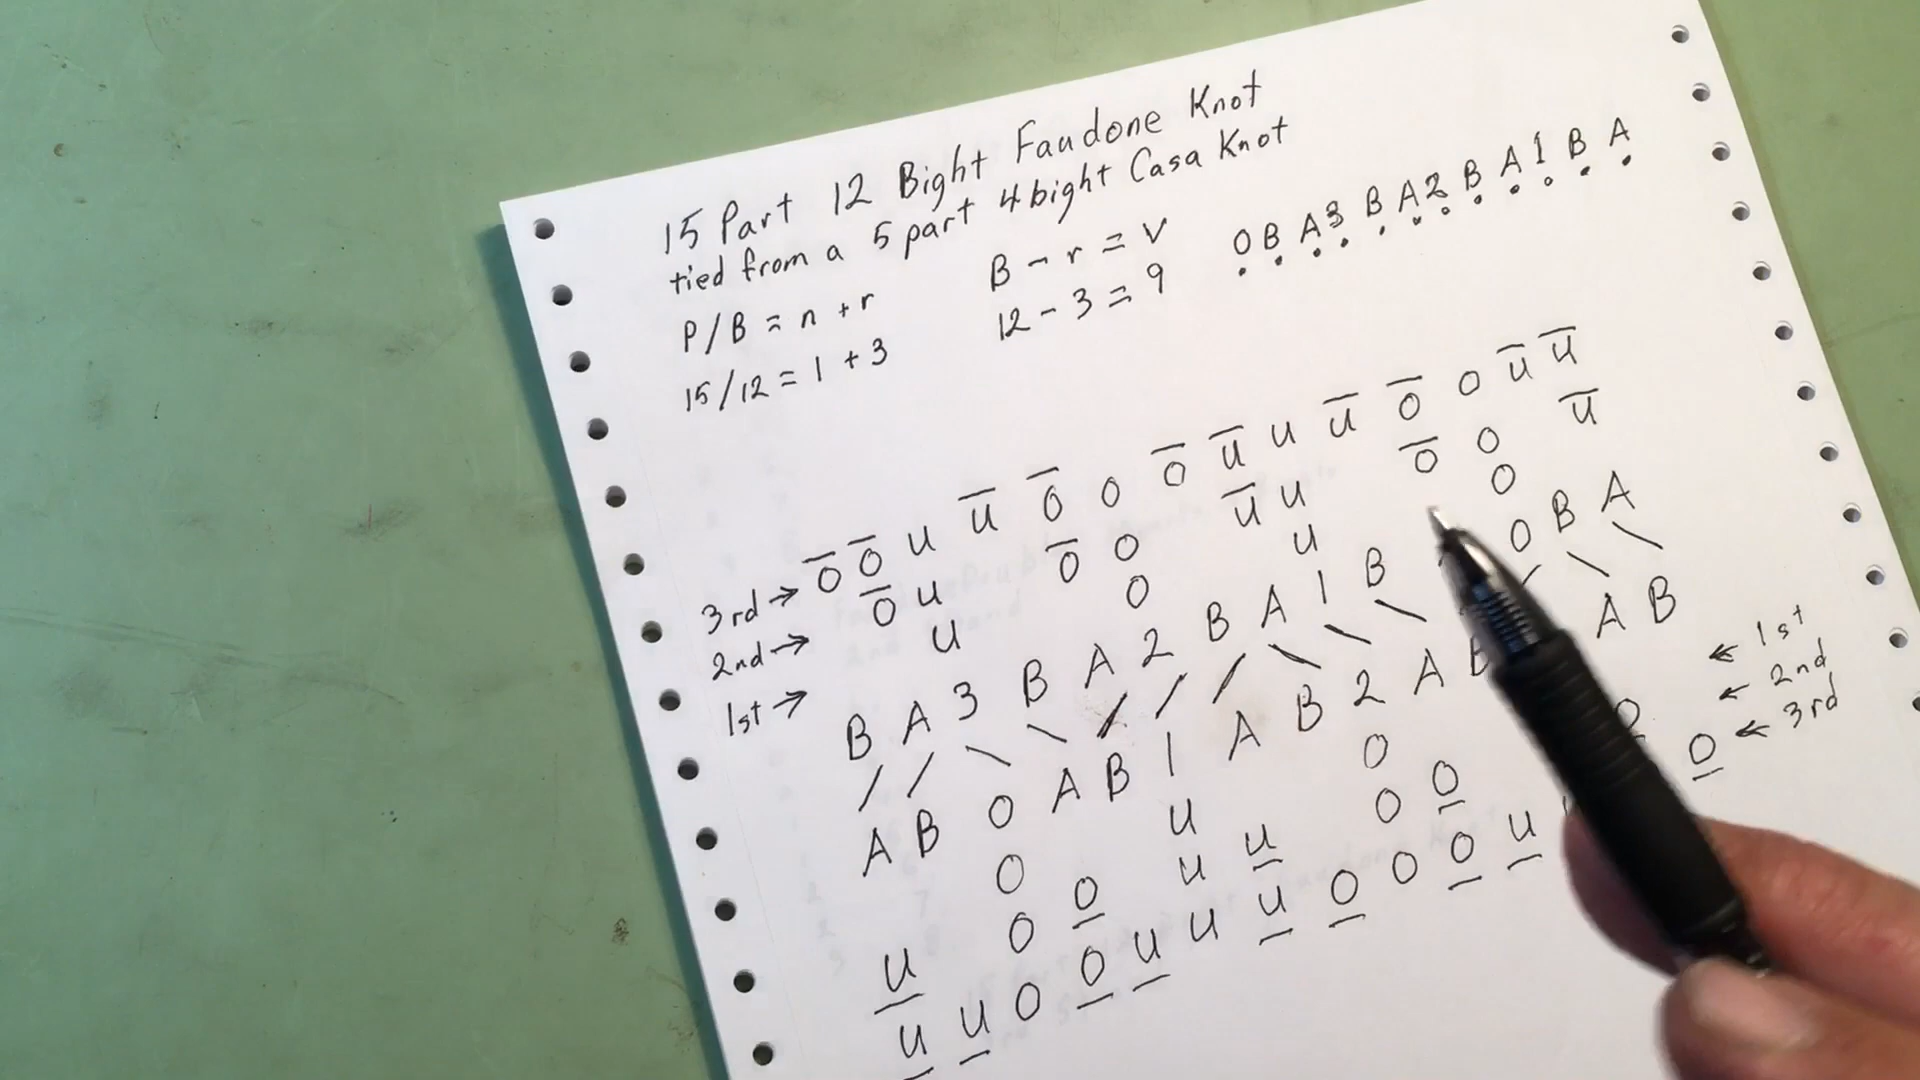 15 Part 12 Bight Faudone Knot
tied from a 5 part 4 bight Casa Knot
P/B = n + r
B - r = V
0 B A 3 B A 2 B A 1 B A
15/12 = 1 + 3
12 - 3 = 9
3rd → O O u u O O O u u u O O u u
2nd → O u O O u u O O u
1st → u O u O
B A 3 B A 2 B A 1 B O B A
A B O A B 1 A B 2 A B A B
O u O ← 1st
O O u u O O ← 2nd
u u O O u u u O O O u O ← 3rd